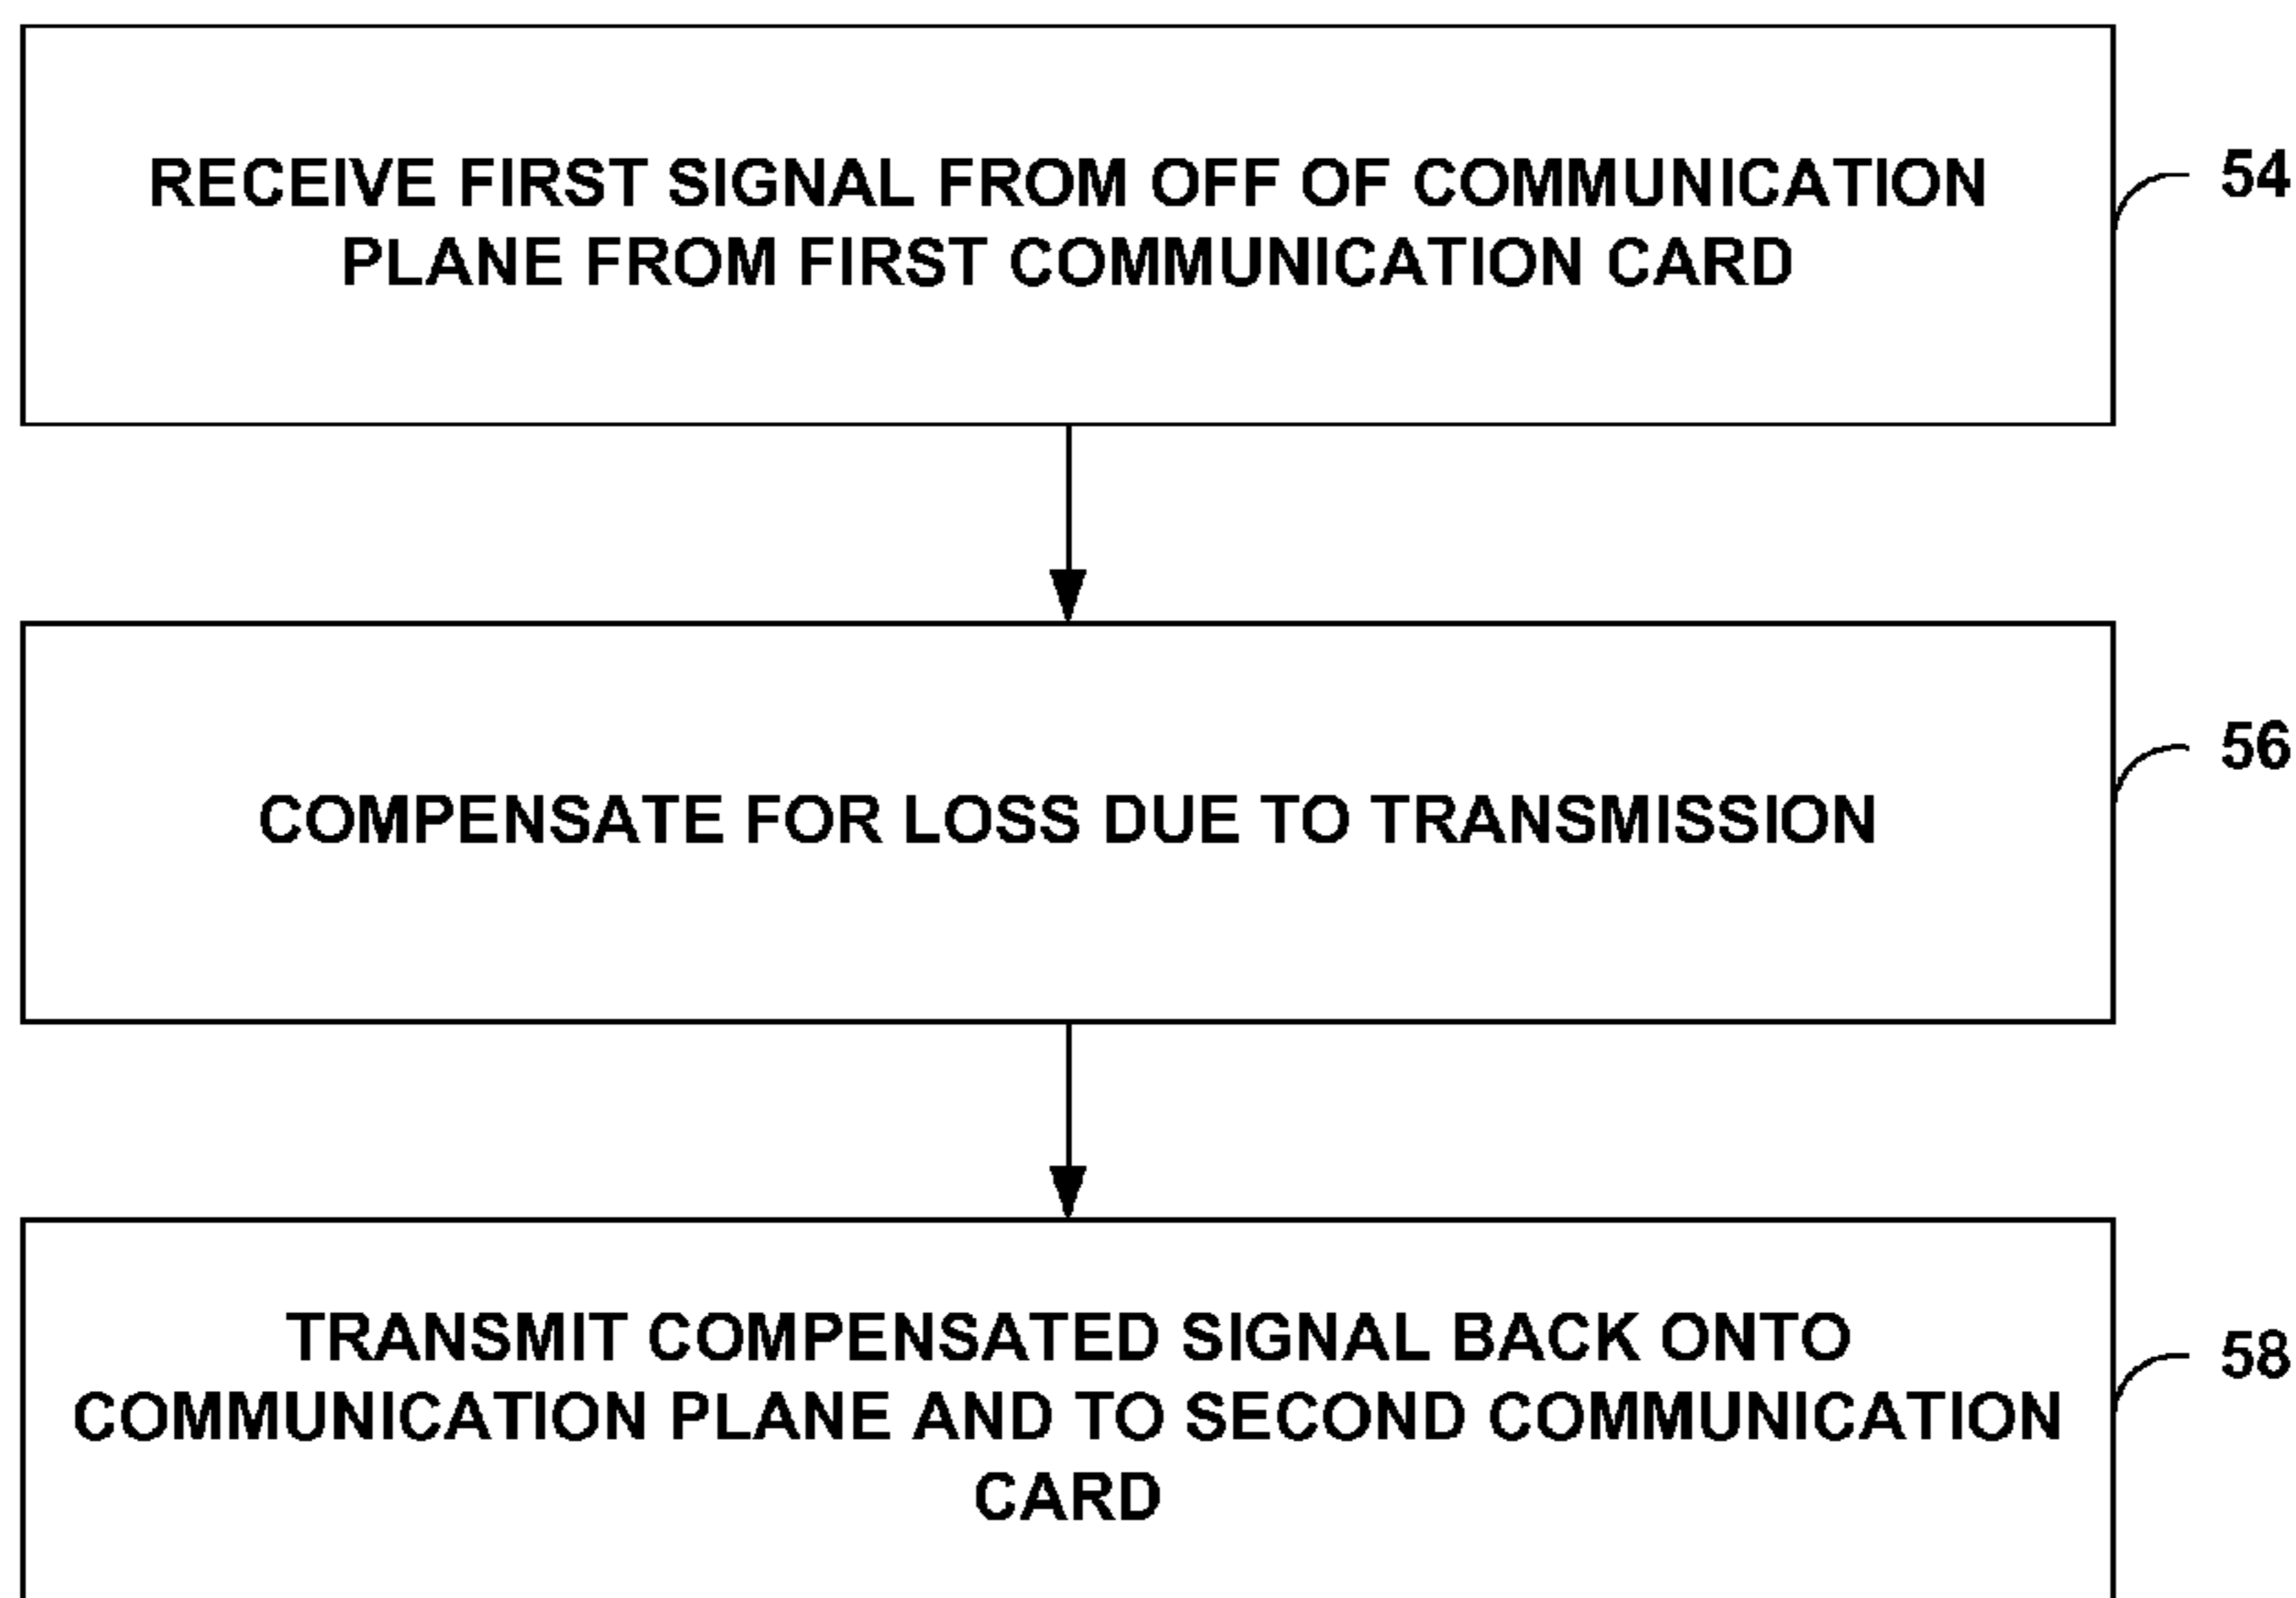 RECEIVE FIRST SIGNAL FROM OFF OF COMMUNICATION
PLANE FROM FIRST COMMUNICATION CARD
54
COMPENSATE FOR LOSS DUE TO TRANSMISSION
56
TRANSMIT COMPENSATED SIGNAL BACK ONTO
COMMUNICATION PLANE AND TO SECOND COMMUNICATION
CARD
58